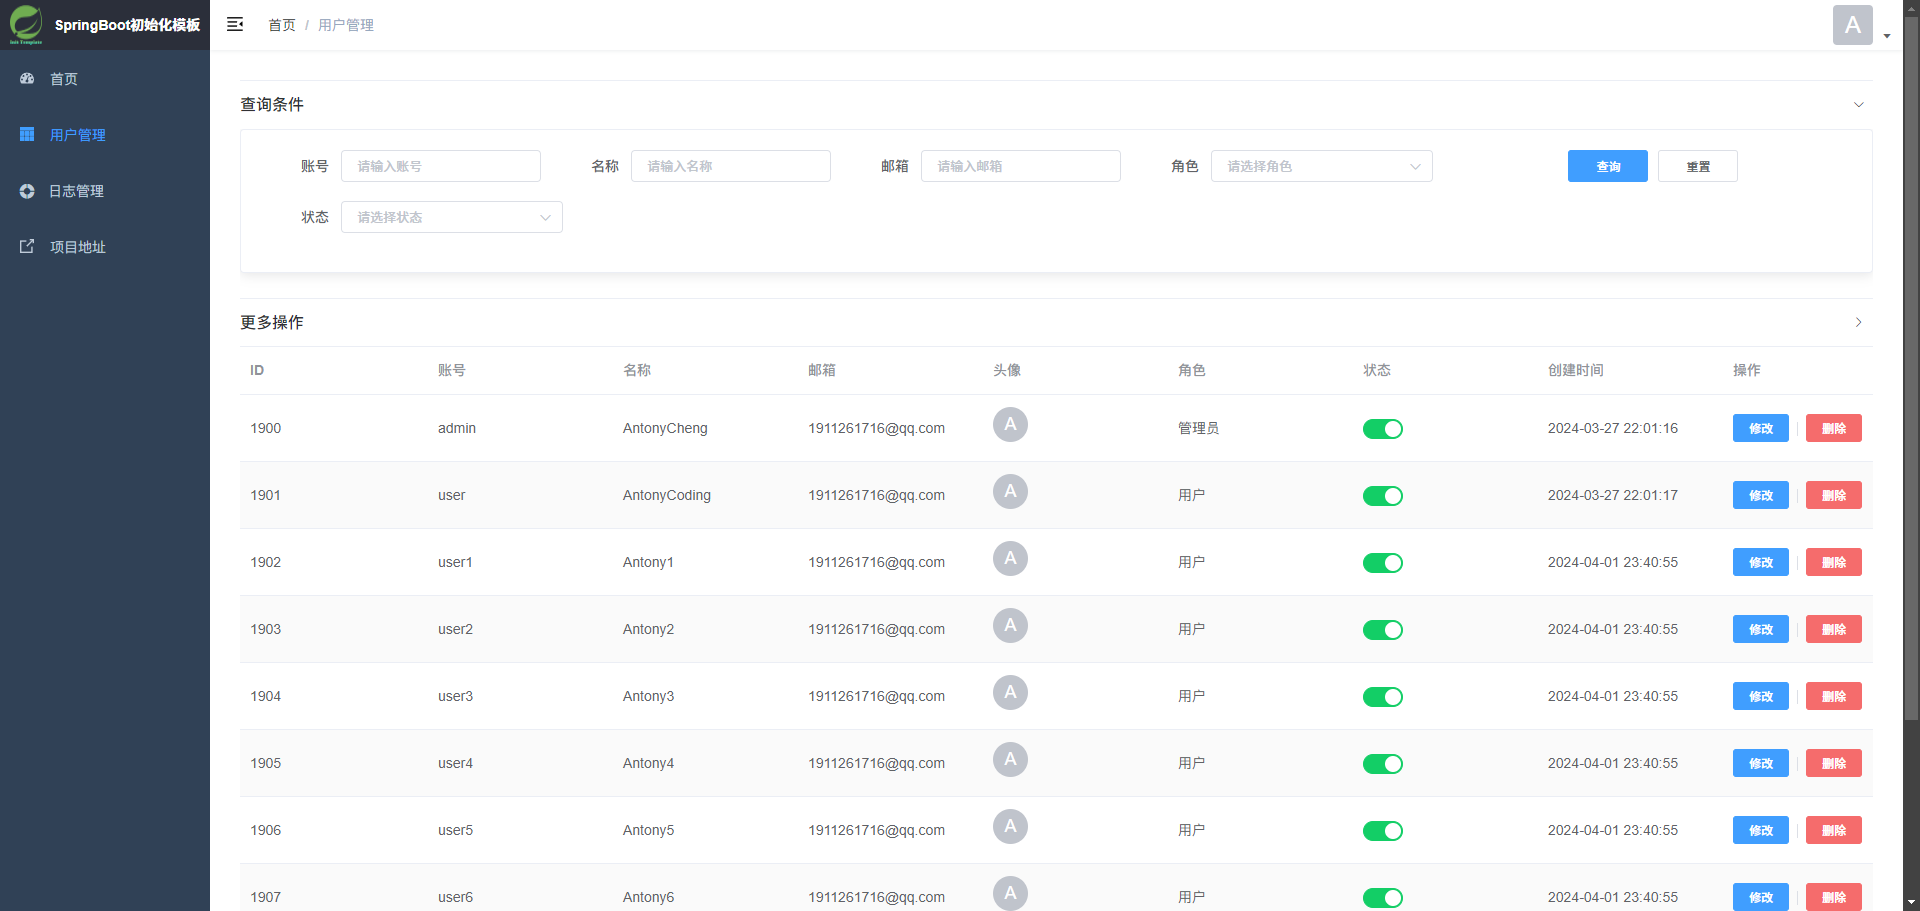 SpringBoot初始化模板
首页 / 用户管理
A
首页
用户管理
日志管理
项目地址
查询条件
账号 请输入账号 名称 请输入名称 邮箱 请输入邮箱 角色 请选择角色 查询 重置
状态 请选择状态
更多操作
ID 账号 名称 邮箱 头像 角色 状态 创建时间 操作
1900 admin AntonyCheng 1911261716@qq.com A 管理员 2024-03-27 22:01:16 修改 删除
1901 user AntonyCoding 1911261716@qq.com A 用户 2024-03-27 22:01:17 修改 删除
1902 user1 Antony1 1911261716@qq.com A 用户 2024-04-01 23:40:55 修改 删除
1903 user2 Antony2 1911261716@qq.com A 用户 2024-04-01 23:40:55 修改 删除
1904 user3 Antony3 1911261716@qq.com A 用户 2024-04-01 23:40:55 修改 删除
1905 user4 Antony4 1911261716@qq.com A 用户 2024-04-01 23:40:55 修改 删除
1906 user5 Antony5 1911261716@qq.com A 用户 2024-04-01 23:40:55 修改 删除
1907 user6 Antony6 1911261716@qq.com A 用户 2024-04-01 23:40:55 修改 删除